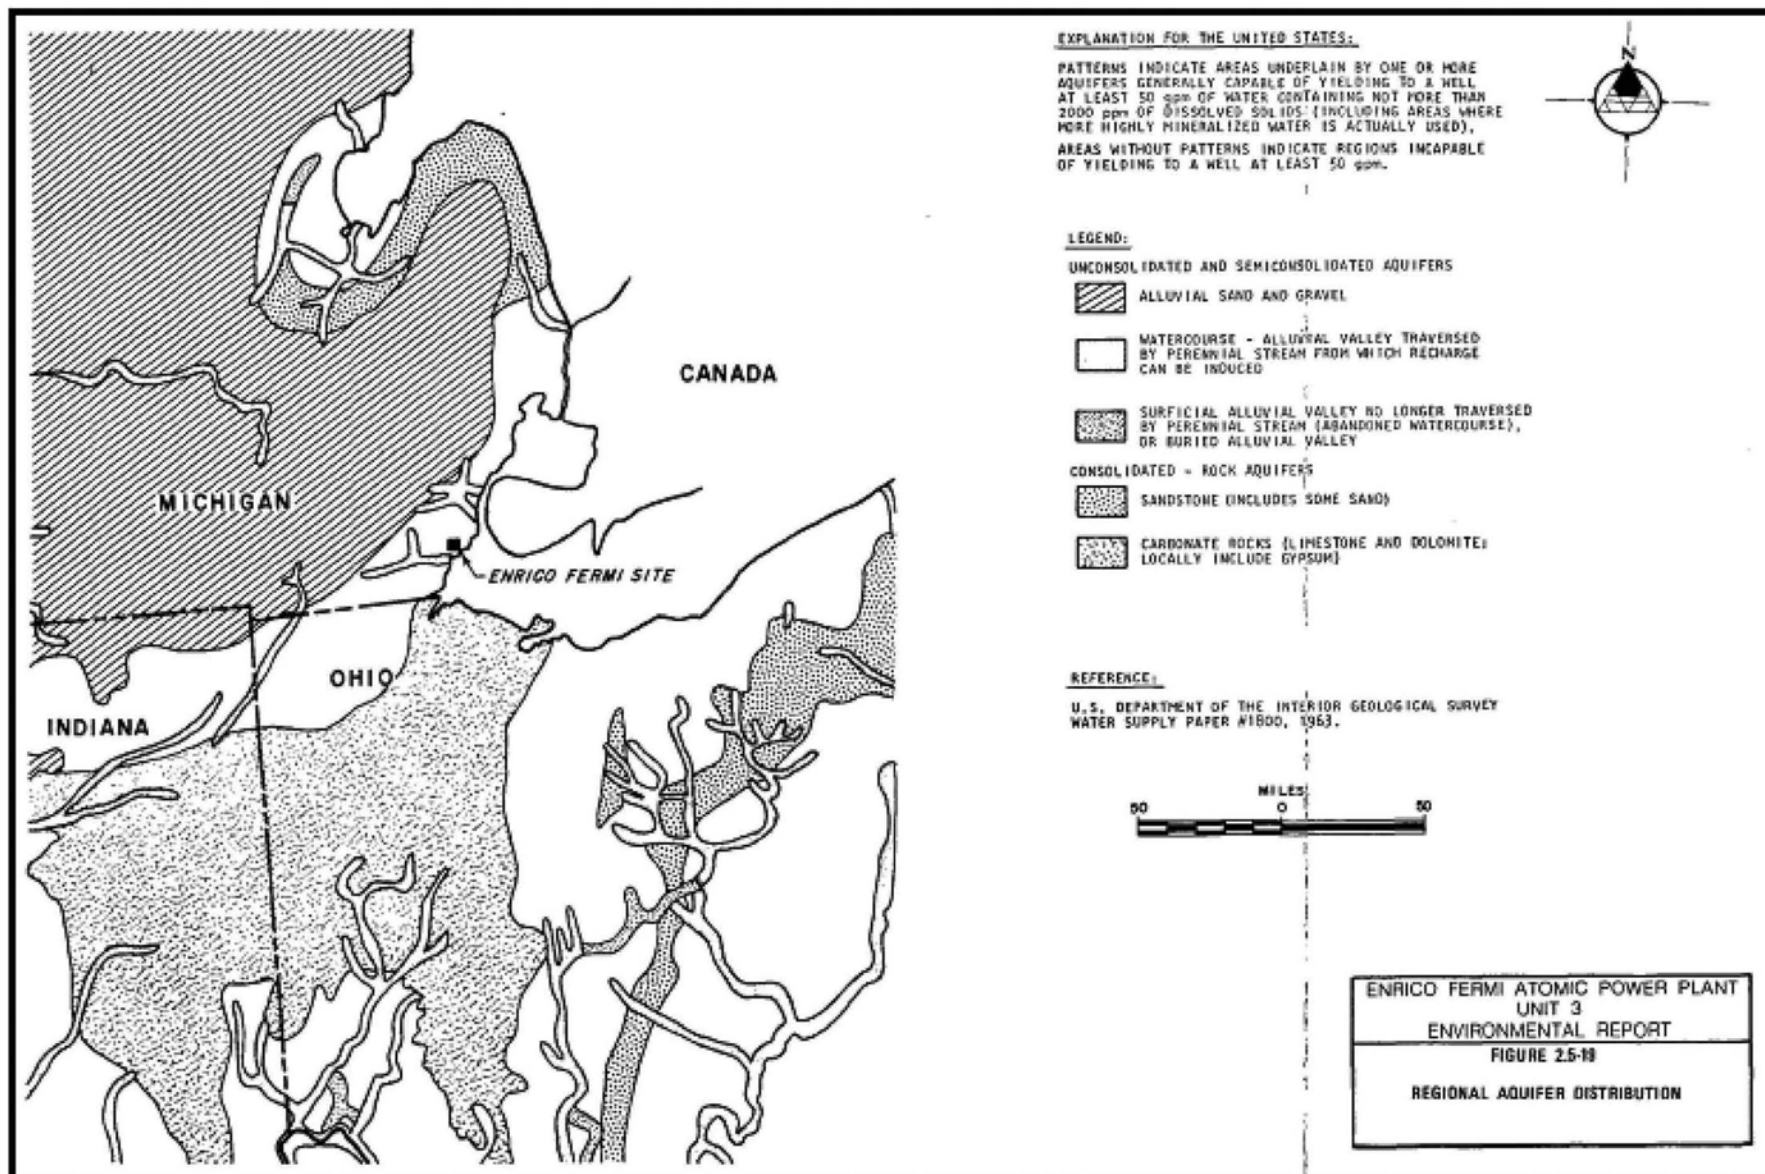 EXPLANATION FOR THE UNITED STATES:
PATTERNS INDICATE AREAS UNDERLAIN BY ONE OR MORE
AQUIFERS GENERALLY CAPABLE OF YIELDING TO A WELL
AT LEAST 50 gpm OF WATER CONTAINING NOT MORE THAN
2000 ppm OF DISSOLVED SOLIDS (INCLUDING AREAS WHERE
MORE HIGHLY MINERALIZED WATER IS ACTUALLY USED).
AREAS WITHOUT PATTERNS INDICATE REGIONS INCAPABLE
OF YIELDING TO A WELL AT LEAST 50 gpm.
N
LEGEND:
UNCONSOLIDATED AND SEMICONSOLIDATED AQUIFERS
ALLUVIAL SAND AND GRAVEL
WATERCOURSE - ALLUVIAL VALLEY TRAVERSED
BY PERENNIAL STREAM FROM WHICH RECHARGE
CAN BE INDUCED
SURFICIAL ALLUVIAL VALLEY NO LONGER TRAVERSED
BY PERENNIAL STREAM (ABANDONED WATERCOURSE),
OR BURIED ALLUVIAL VALLEY
CONSOLIDATED - ROCK AQUIFERS
SANDSTONE (INCLUDES SOME SAND)
CARBONATE ROCKS (LIMESTONE AND DOLOMITE;
LOCALLY INCLUDE GYPSUM)
REFERENCE:
U.S. DEPARTMENT OF THE INTERIOR GEOLOGICAL SURVEY
WATER SUPPLY PAPER #1800, 1963.
MILES
50 0 50
CANADA
MICHIGAN
ENRICO FERMI SITE
OHIO
INDIANA
ENRICO FERMI ATOMIC POWER PLANT
UNIT 3
ENVIRONMENTAL REPORT
FIGURE 2.5-19
REGIONAL AQUIFER DISTRIBUTION